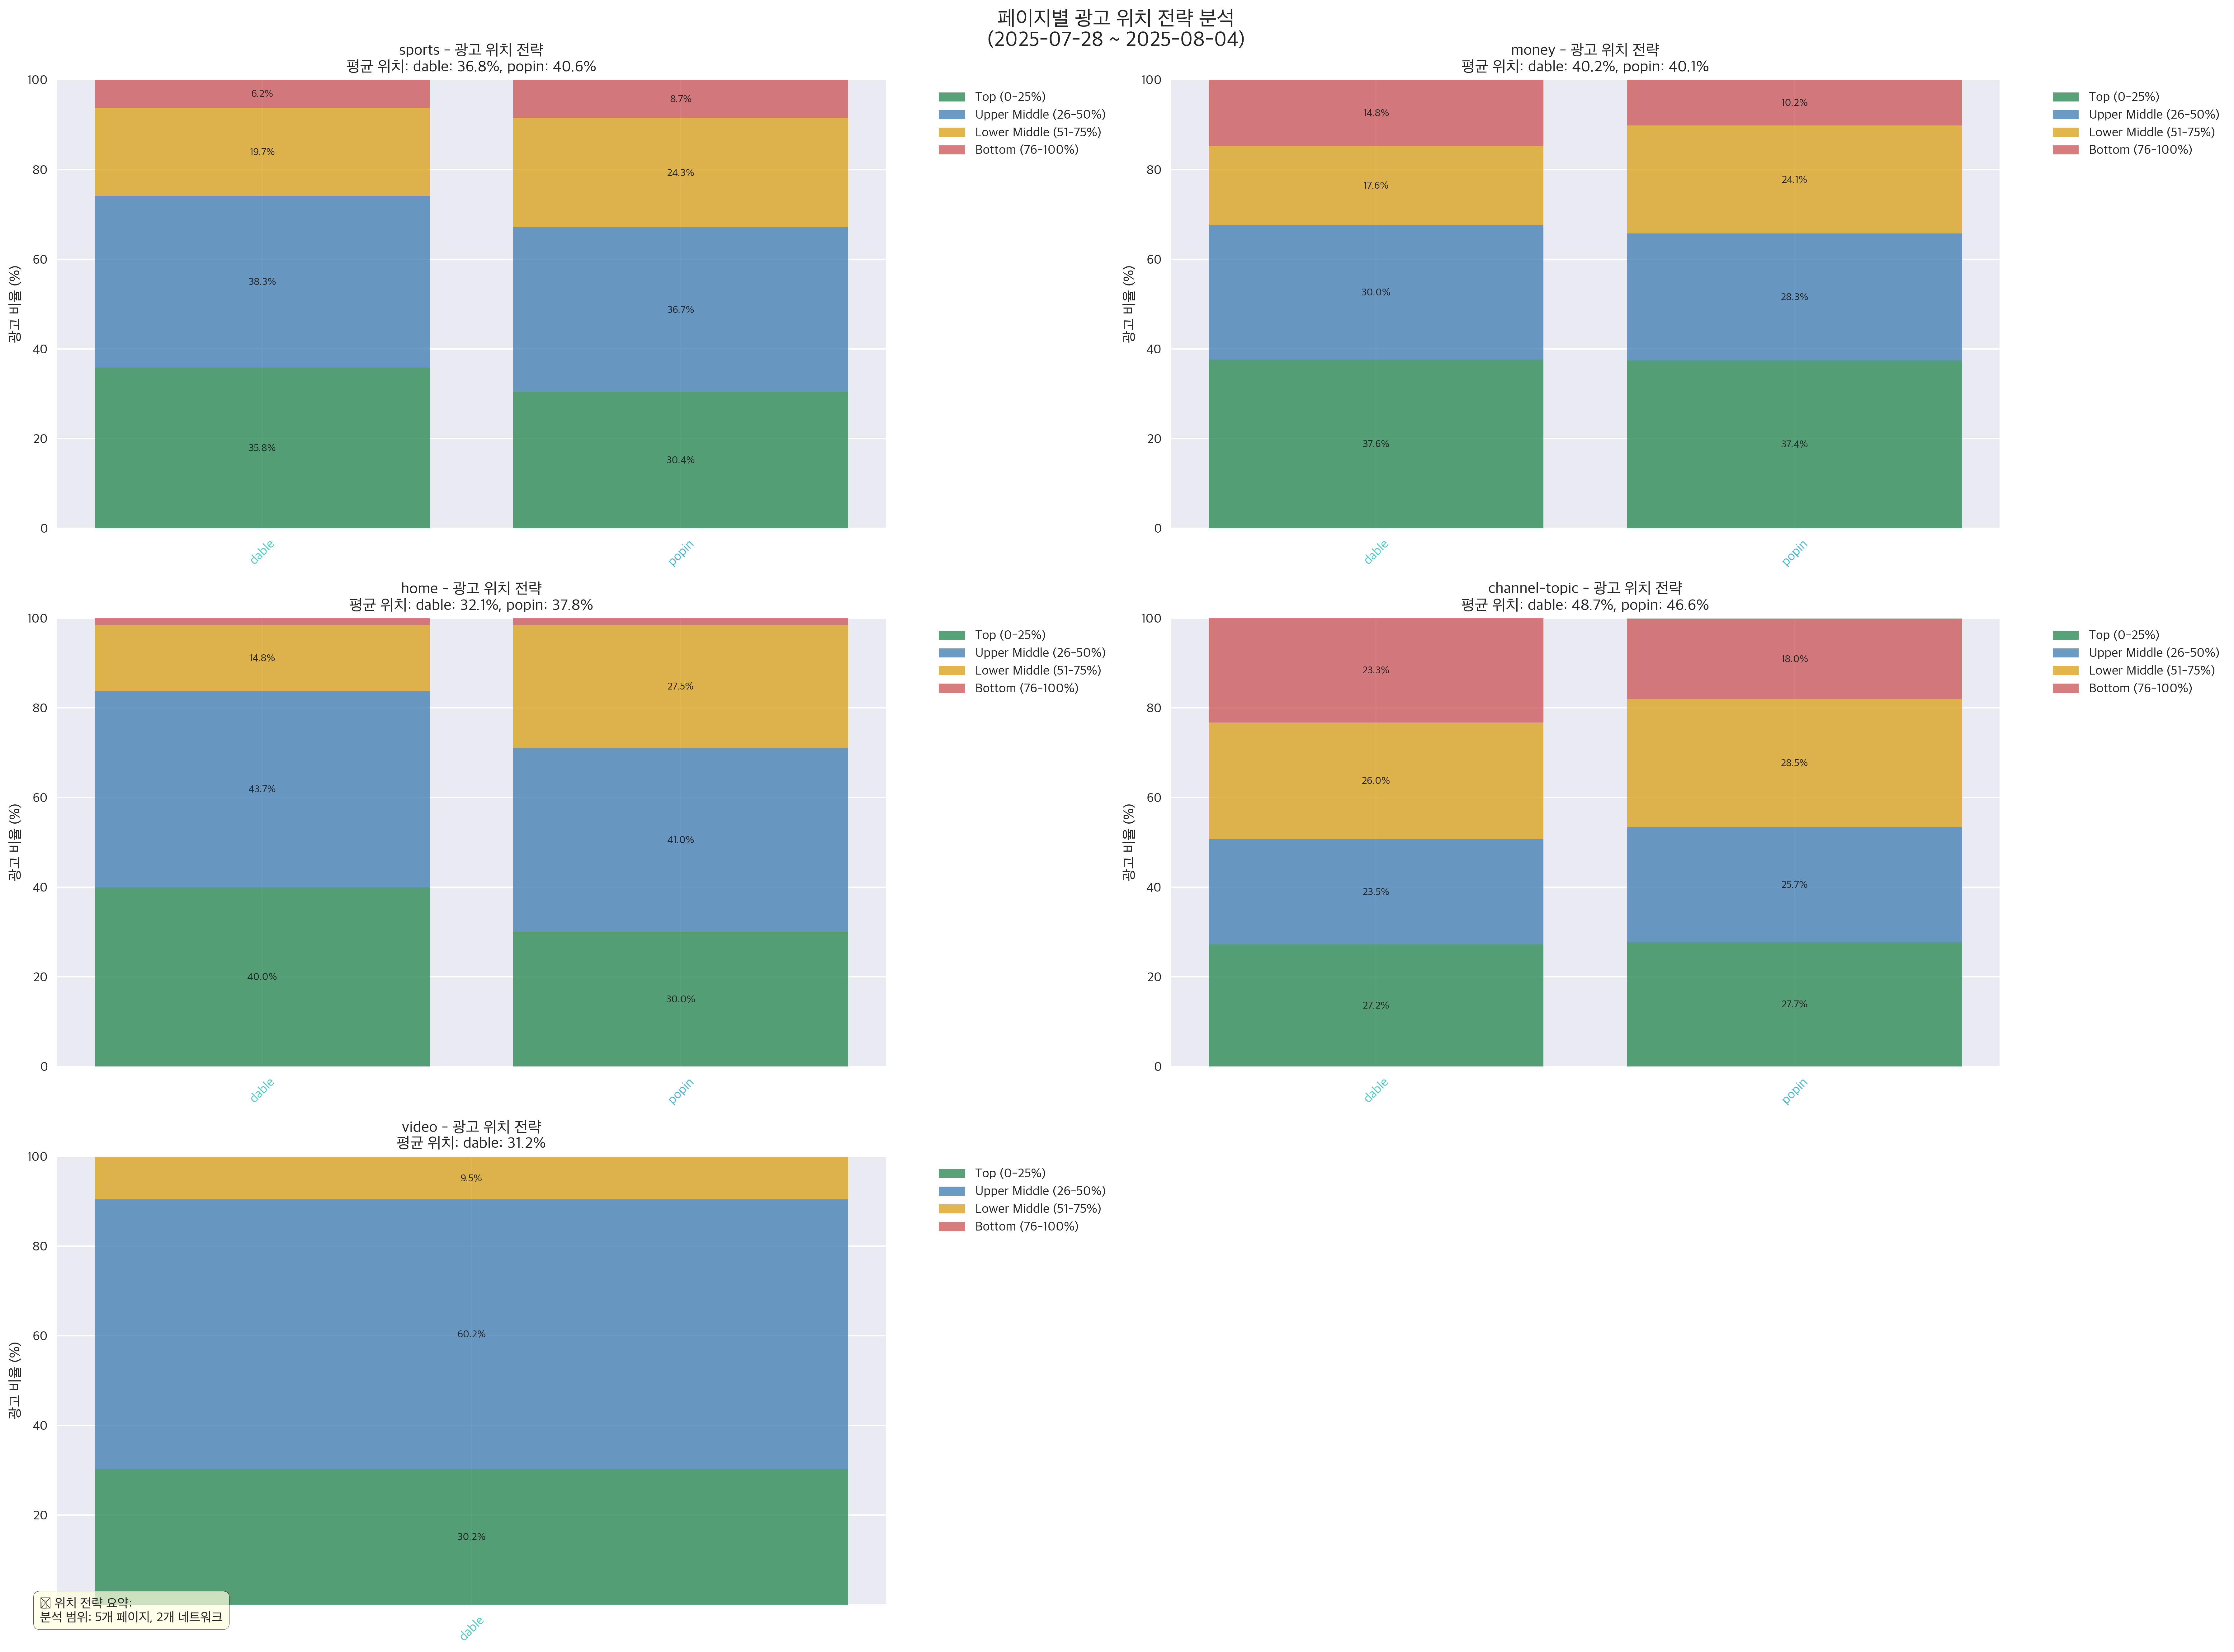 페이지별 광고 위치 전략 분석
(2025-07-28 ~ 2025-08-04)
sports - 광고 위치 전략
평균 위치: dable: 36.8%, popin: 40.6%
광고 비율 (%)
100
80
60
40
20
0
6.2%
19.7%
38.3%
35.8%
8.7%
24.3%
36.7%
30.4%
dable
popin
Top (0-25%)
Upper Middle (26-50%)
Lower Middle (51-75%)
Bottom (76-100%)
money - 광고 위치 전략
평균 위치: dable: 40.2%, popin: 40.1%
광고 비율 (%)
100
80
60
40
20
0
14.8%
17.6%
30.0%
37.6%
10.2%
24.1%
28.3%
37.4%
dable
popin
Top (0-25%)
Upper Middle (26-50%)
Lower Middle (51-75%)
Bottom (76-100%)
home - 광고 위치 전략
평균 위치: dable: 32.1%, popin: 37.8%
광고 비율 (%)
100
80
60
40
20
0
14.8%
43.7%
40.0%
27.5%
41.0%
30.0%
dable
popin
Top (0-25%)
Upper Middle (26-50%)
Lower Middle (51-75%)
Bottom (76-100%)
channel-topic - 광고 위치 전략
평균 위치: dable: 48.7%, popin: 46.6%
광고 비율 (%)
100
80
60
40
20
0
23.3%
26.0%
23.5%
27.2%
18.0%
28.5%
25.7%
27.7%
dable
popin
Top (0-25%)
Upper Middle (26-50%)
Lower Middle (51-75%)
Bottom (76-100%)
video - 광고 위치 전략
평균 위치: dable: 31.2%
광고 비율 (%)
100
80
60
40
20
9.5%
60.2%
30.2%
dable
Top (0-25%)
Upper Middle (26-50%)
Lower Middle (51-75%)
Bottom (76-100%)
위치 전략 요약:
분석 범위: 5개 페이지, 2개 네트워크